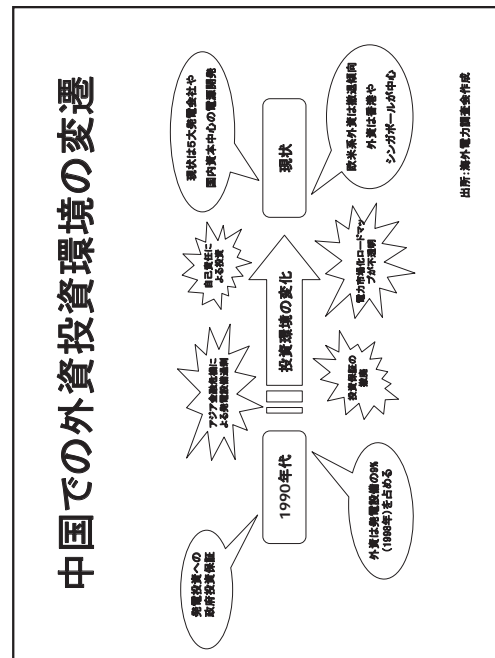 中国での外資投資環境の変遷
発電投資への
政府投資保証
1990年代
外資は発電設備の9%
(1998年)を占める
アジア金融危機に
よる発電設備過剰
自己責任に
よる投資
投資環境の変化
投資保証の
撤廃
電力市場化ロードマッ
プが不透明
現状は5大発電会社や
国内資本中心の電源開発
現状
欧米系外資は撤退傾向
外資は香港や
シンガポールが中心
出所:海外電力調査会作成